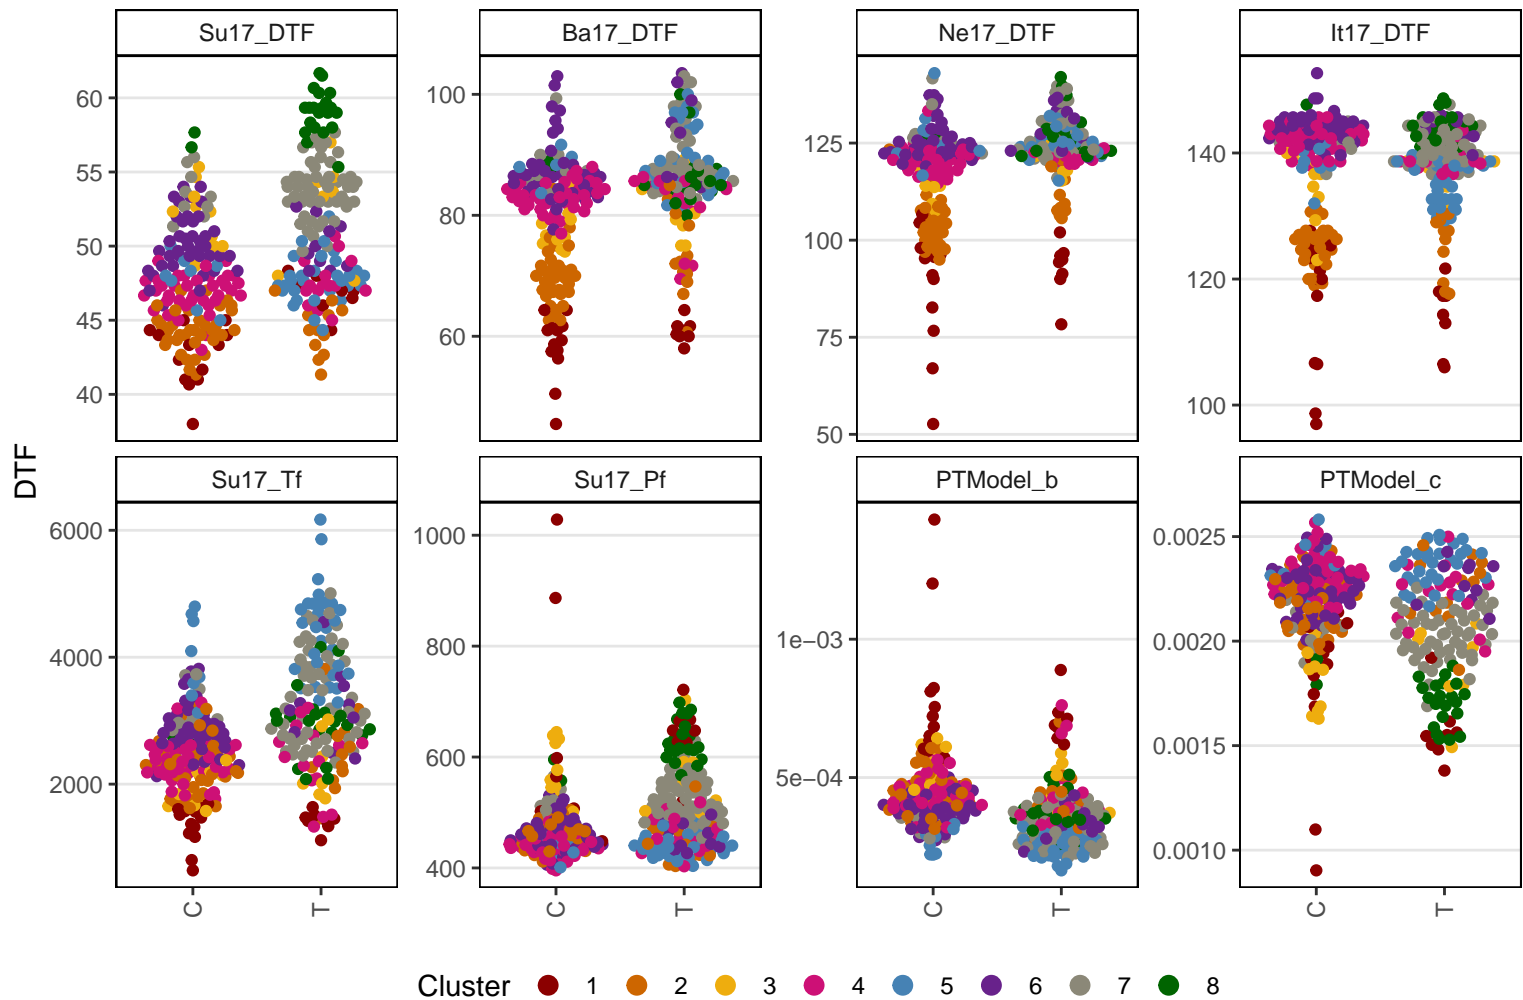 Su17_DTF Ba17_DTF Ne17_DTF It17_DTF
60 55 50 45 40
100 80 60
125 100 75 50
140 120 100
DTF
Su17_Tf Su17_Pf PTModel_b PTModel_c
6000 4000 2000
1000 800 600 400
1e−03 5e−04
0.0025 0.0020 0.0015 0.0010
C T C T C T C T
Cluster 1 2 3 4 5 6 7 8